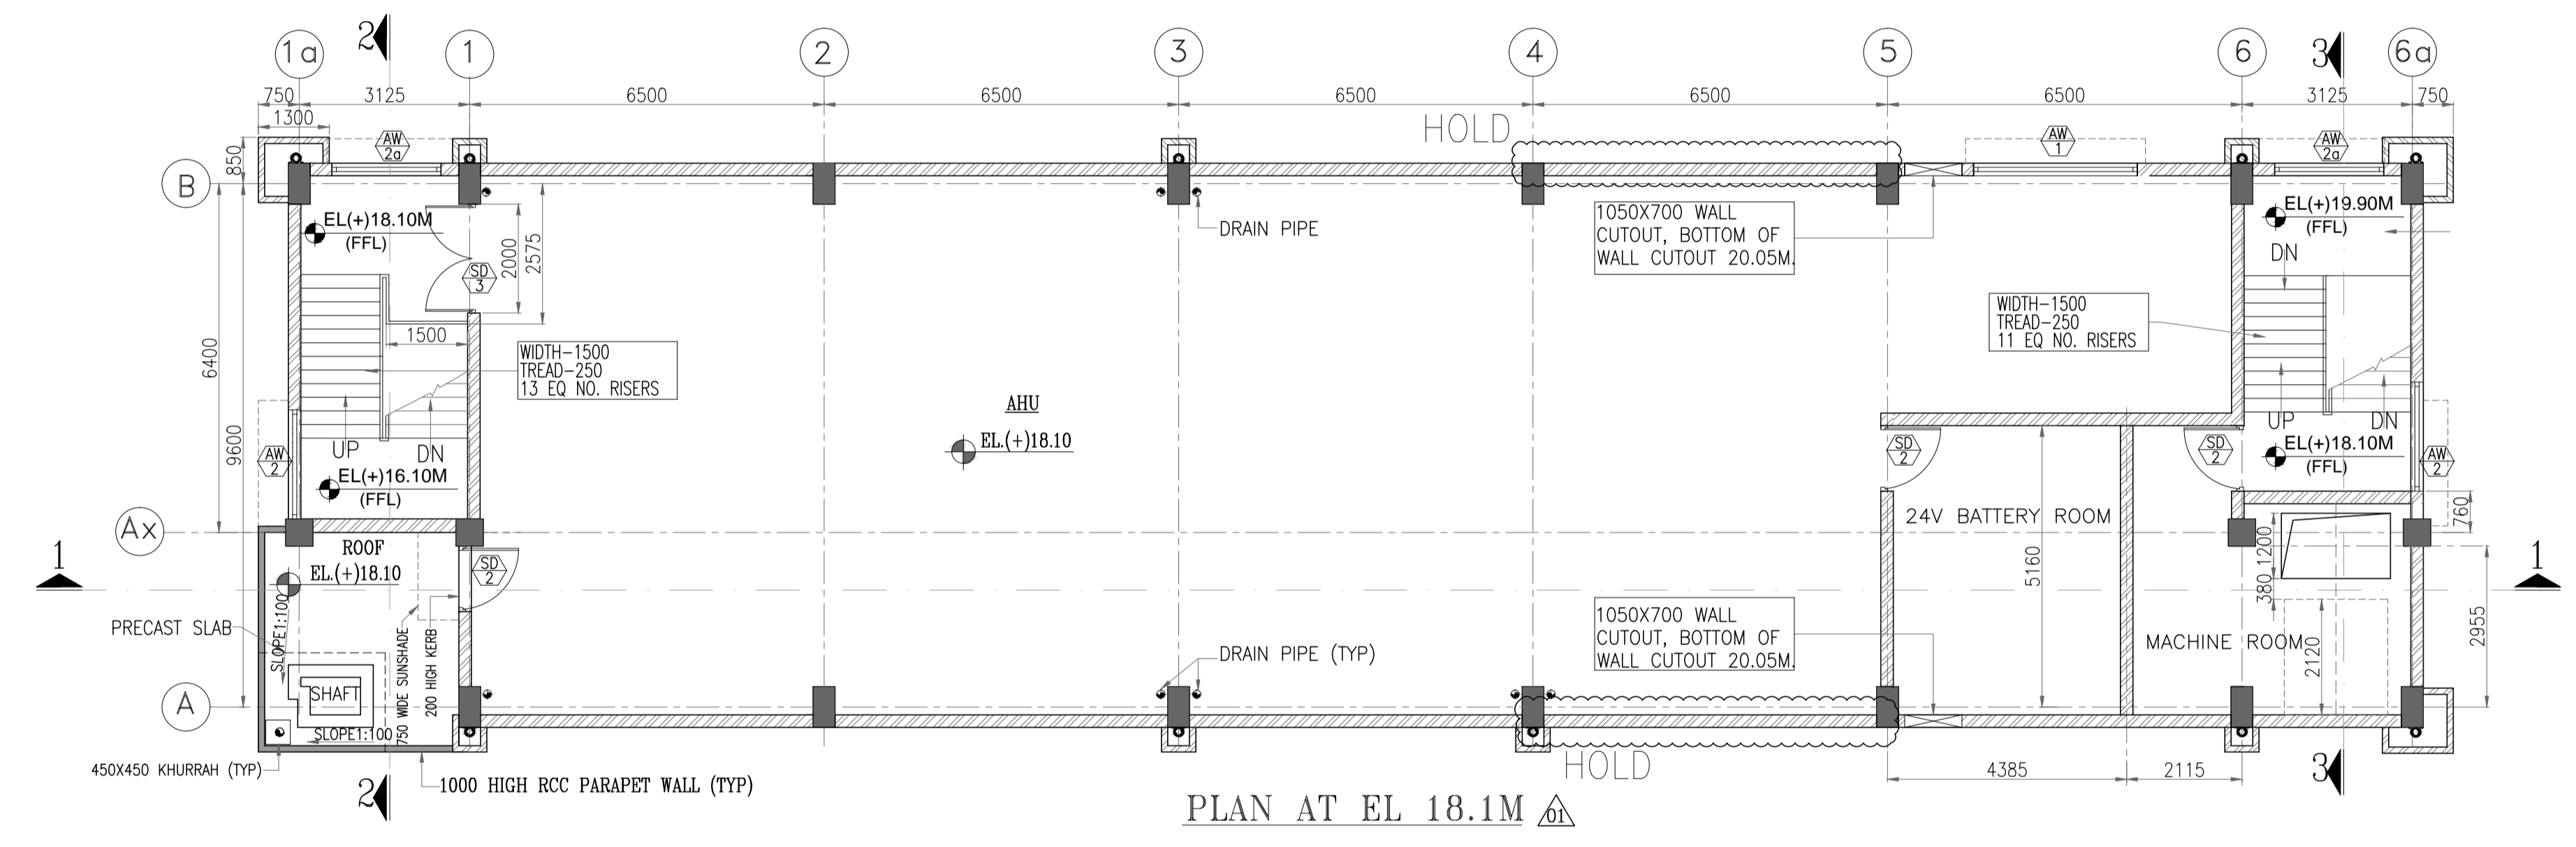 2
3
1a
1
2
3
4
5
6
6a
750
3125
6500
6500
6500
6500
6500
3125
750
1300
HOLD
AW
2a
AW
1
AW
2a
850
B
EL(+)18.10M
(FFL)
SD
3
2000
2575
DRAIN PIPE
1050X700 WALL
CUTOUT, BOTTOM OF
WALL CUTOUT 20.05M.
EL(+)19.90M
(FFL)
DN
WIDTH-1500
TREAD-250
11 EQ NO. RISERS
1500
6400
WIDTH-1500
TREAD-250
13 EQ NO. RISERS
AHU
EL.(+)18.10
9600
UP
DN
AW
2
EL(+)16.10M
(FFL)
UP
DN
SD
2
SD
2
EL(+)18.10M
(FFL)
AW
2
Ax
24V BATTERY ROOM
760
ROOF
EL.(+)18.10
SD
2
1
1
5160
1200
380
2955
PRECAST SLAB
SLOPE1:100
750 WIDE SUNSHADE
200 HIGH KERB
1050X700 WALL
CUTOUT, BOTTOM OF
WALL CUTOUT 20.05M.
MACHINE ROOM
2120
DRAIN PIPE (TYP)
SHAFT
A
SLOPE1:100
450X450 KHURRAH (TYP)
1000 HIGH RCC PARAPET WALL (TYP)
HOLD
4385
2115
2
3
PLAN AT EL 18.1M
01